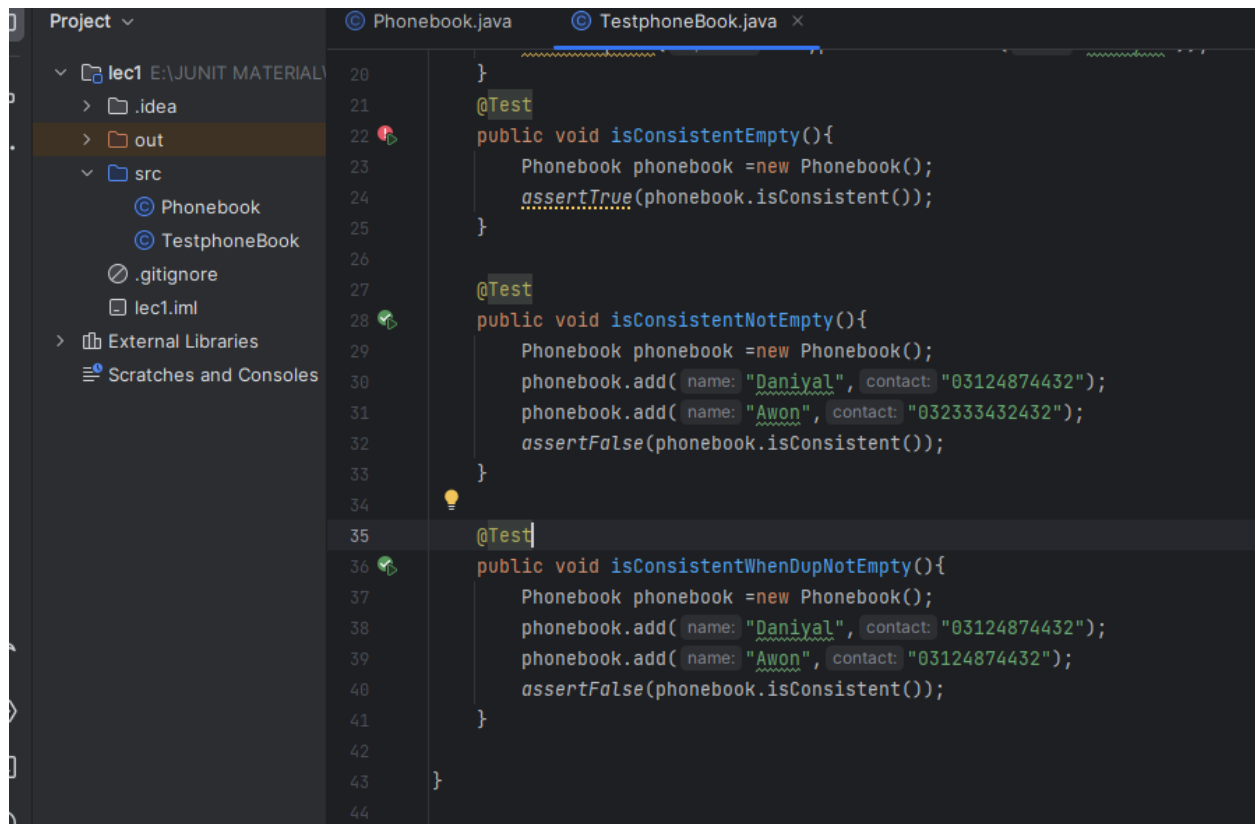 Project
Phonebook.java
TestphoneBook.java
lec1 E:\JUNIT MATERIAL\
.idea
out
src
Phonebook
TestphoneBook
.gitignore
lec1.iml
External Libraries
Scratches and Consoles
20 }
21 @Test
22 public void isConsistentEmpty(){
23 Phonebook phonebook =new Phonebook();
24 assertTrue(phonebook.isConsistent());
25 }
26
27 @Test
28 public void isConsistentNotEmpty(){
29 Phonebook phonebook =new Phonebook();
30 phonebook.add( name: "Daniyal", contact: "03124874432");
31 phonebook.add( name: "Awon", contact: "032333432432");
32 assertFalse(phonebook.isConsistent());
33 }
34
35 @Test
36 public void isConsistentWhenDupNotEmpty(){
37 Phonebook phonebook =new Phonebook();
38 phonebook.add( name: "Daniyal", contact: "03124874432");
39 phonebook.add( name: "Awon", contact: "03124874432");
40 assertFalse(phonebook.isConsistent());
41 }
42
43 }
44